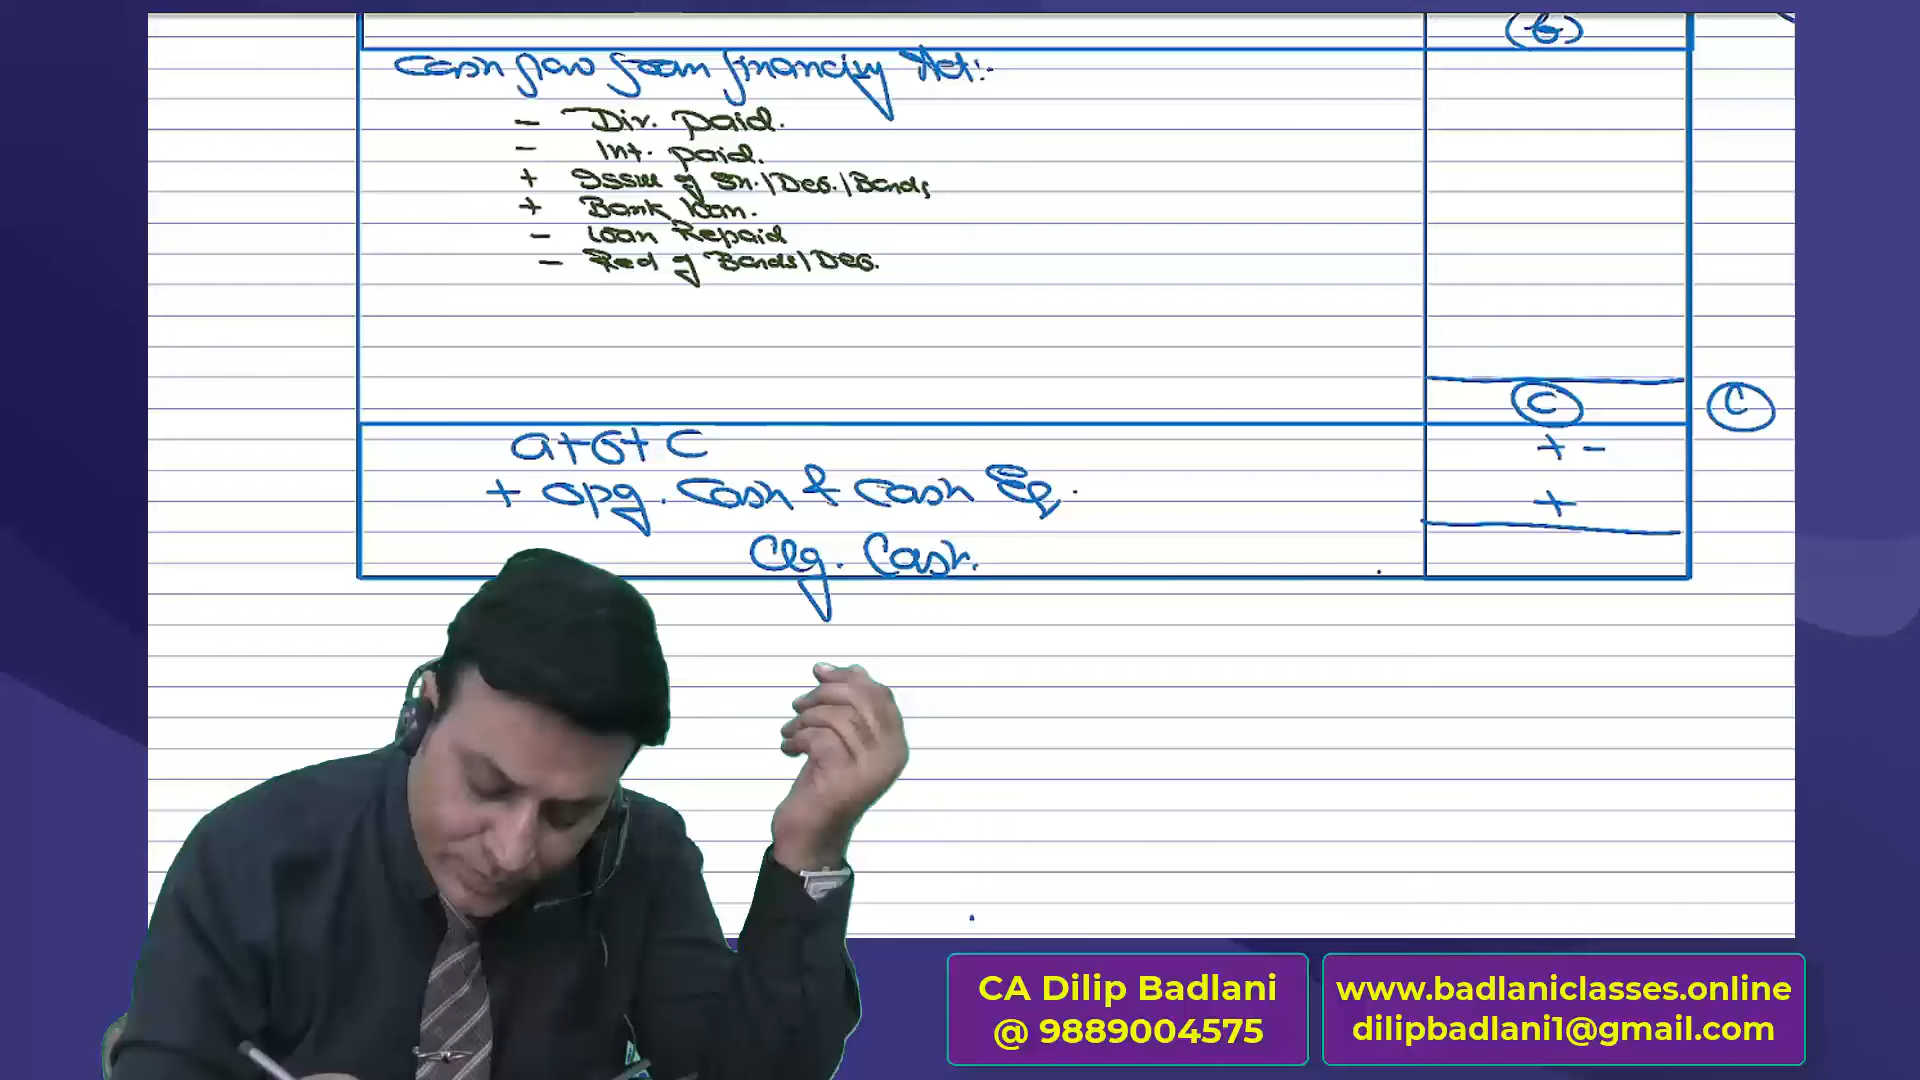 (b)
Cash flow from financing Act:-
- Div. paid.
- Int. paid.
+ Issue of Sh./Deb./Bonds
+ Bank loan.
- Loan Repaid
- Red of Bonds/Deb.
C C
a+b+c + -
+ opg. Cash & Cash Eq. +
Clg. Cash.
CA Dilip Badlani
@ 9889004575
www.badlaniclasses.online
dilipbadlani1@gmail.com